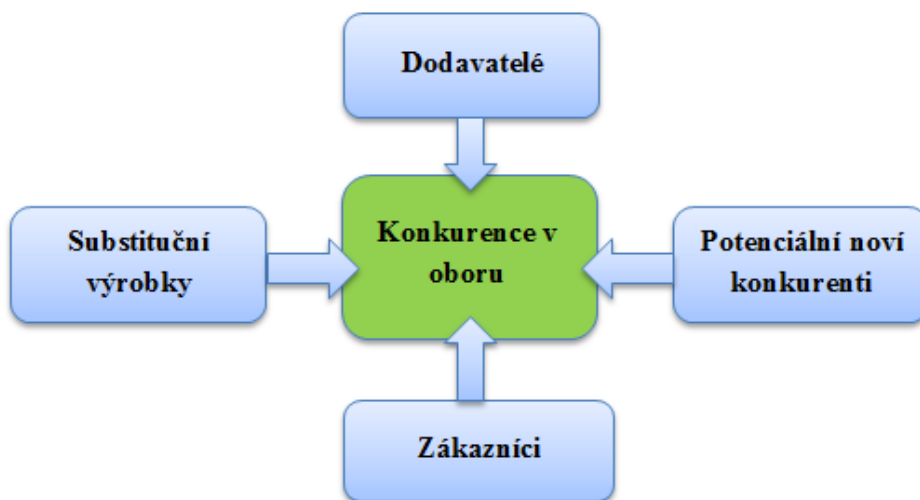 Dodavatelé
Substituční
výrobky
Konkurence v
oboru
Potenciální noví
konkurenti
Zákazníci